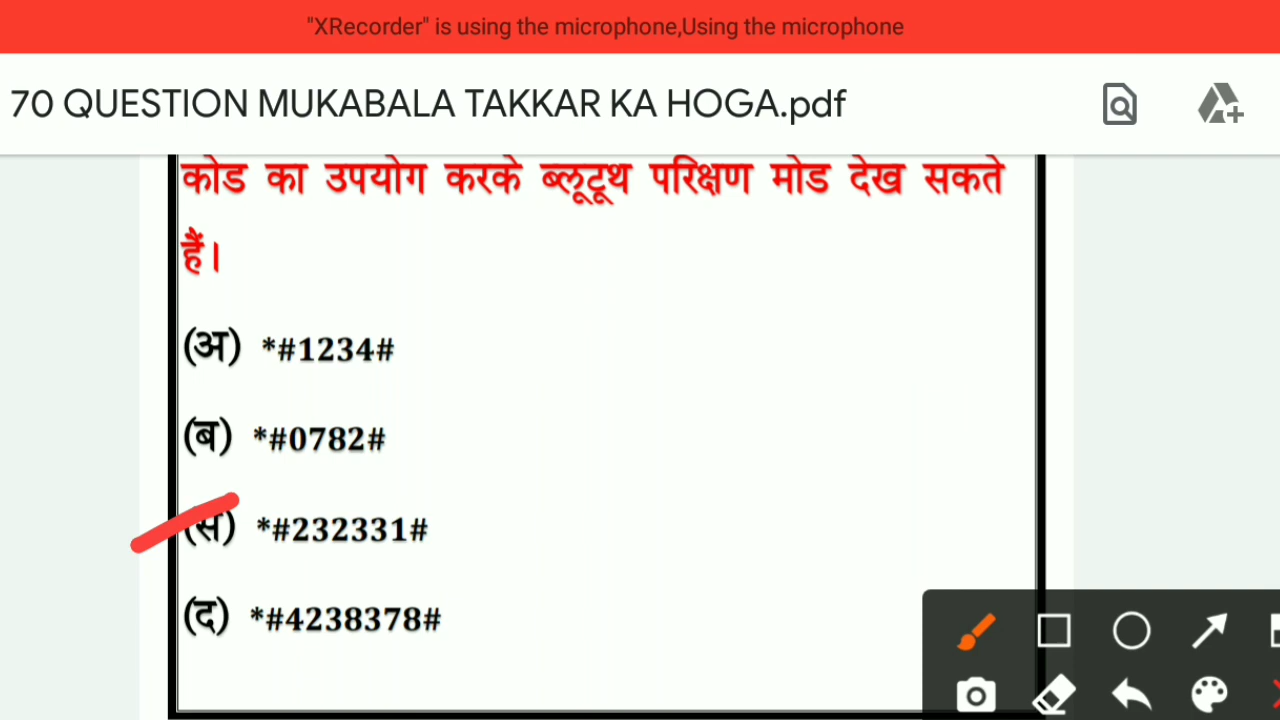 "XRecorder" is using the microphone,Using the microphone
70 QUESTION MUKABALA TAKKAR KA HOGA.pdf
कोड का उपयोग करके ब्लूटूथ परिक्षण मोड देख सकते
हैं।
(अ) *#1234#
(ब) *#0782#
(स) *#232331#
(द) *#4238378#